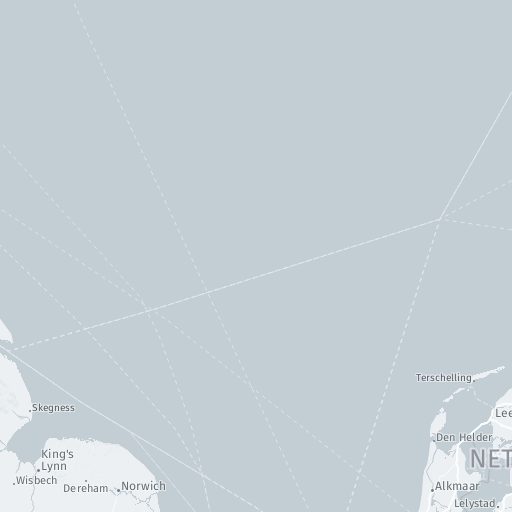 Terschelling
Skegness
Lee
Den Helder
King's
Lynn
NET
Wisbech
Dereham
Norwich
Alkmaar
Lelystad